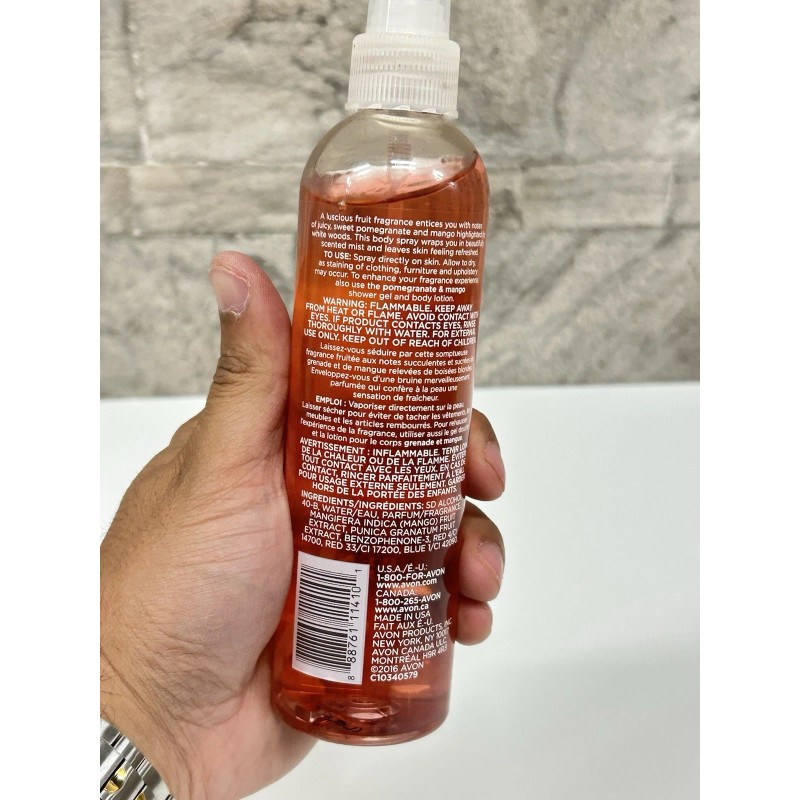 A luscious fruit fragrance entices you with notes
of juicy, sweet pomegranate and mango highlighted by
white woods. This body spray wraps you in beautifully
scented mist and leaves skin feeling refreshed.
TO USE: Spray directly on skin. Allow to dry,
as staining of clothing, furniture and upholstery
may occur. To enhance your fragrance experience,
also use the pomegranate & mango
shower gel and body lotion.
WARNING: FLAMMABLE. KEEP AWAY
FROM HEAT OR FLAME. AVOID CONTACT WITH
EYES. IF PRODUCT CONTACTS EYES, RINSE
THOROUGHLY WITH WATER. FOR EXTERNAL
USE ONLY. KEEP OUT OF REACH OF CHILDREN.
Laissez-vous séduire par cette somptueuse
fragrance fruitée aux notes succulentes et sucrées de
grenade et de mangue relevées de boisées blondes.
Enveloppez-vous d'une bruine merveilleusement
parfumée qui confère à la peau une
sensation de fraîcheur.
EMPLOI : Vaporiser directement sur la peau.
Laisser sécher pour éviter de tacher les vêtements, les
meubles et les articles rembourrés. Pour rehausser
l'expérience de la fragrance, utiliser aussi le gel douche
et la lotion pour le corps grenade et mangue.
AVERTISSEMENT : INFLAMMABLE. TENIR LOIN
DE LA CHALEUR OU DE LA FLAMME. ÉVITER
TOUT CONTACT AVEC LES YEUX. EN CAS DE
CONTACT, RINCER PARFAITEMENT À L'EAU.
POUR USAGE EXTERNE SEULEMENT. GARDER
HORS DE LA PORTÉE DES ENFANTS.
INGREDIENTS/INGRÉDIENTS: SD ALCOHOL
40-B, WATER/EAU, PARFUM/FRAGRANCE,
MANGIFERA INDICA (MANGO) FRUIT
EXTRACT, PUNICA GRANATUM FRUIT
EXTRACT, BENZOPHENONE-3, RED 4/CI
14700, RED 33/CI 17200, BLUE 1/CI 42090
U.S.A./É.-U.:
1-800-FOR-AVON
www.avon.com
CANADA:
1-800-265-AVON
www.avon.ca
MADE IN USA
FAIT AUX É.-U.
AVON PRODUCTS, INC.
NEW YORK, NY
AVON CANADA ULC
MONTRÉAL H9R 4R3
©2016 AVON
C10340579
8 88761 11410 1